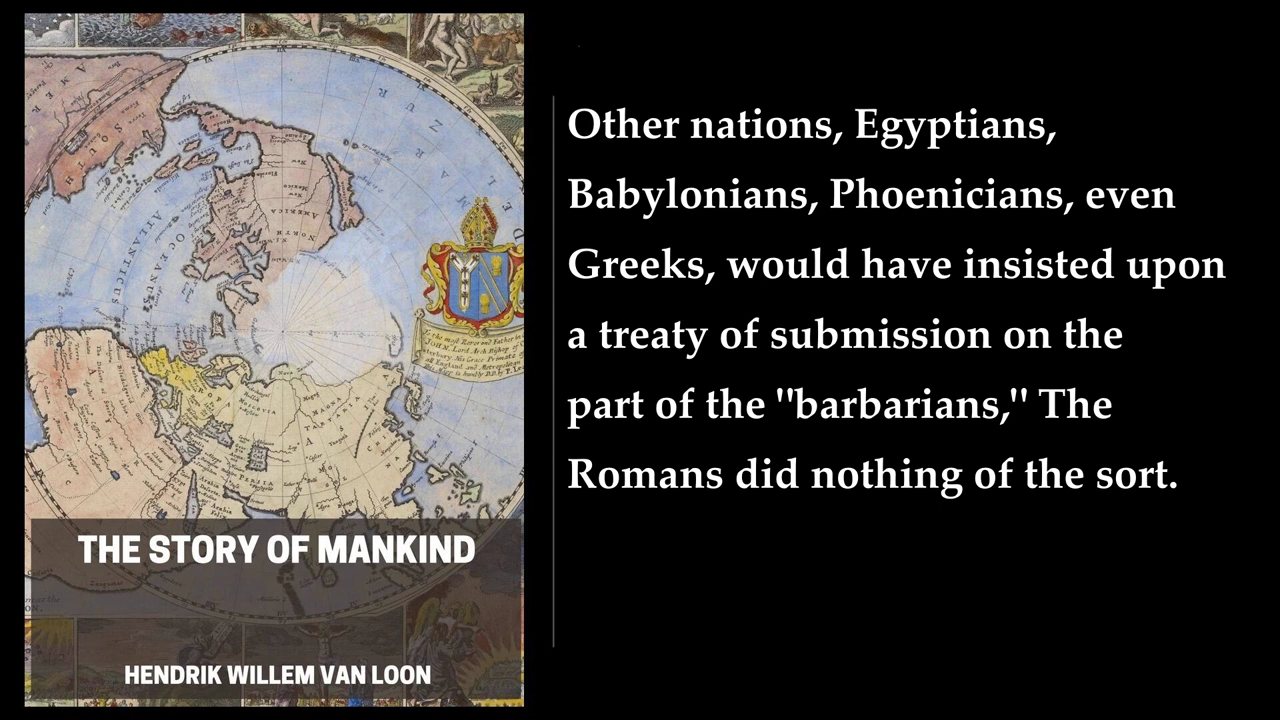 Other nations, Egyptians,
Babylonians, Phoenicians, even
Greeks, would have insisted upon
a treaty of submission on the
part of the "barbarians," The
Romans did nothing of the sort.
THE STORY OF MANKIND
HENDRIK WILLEM VAN LOON